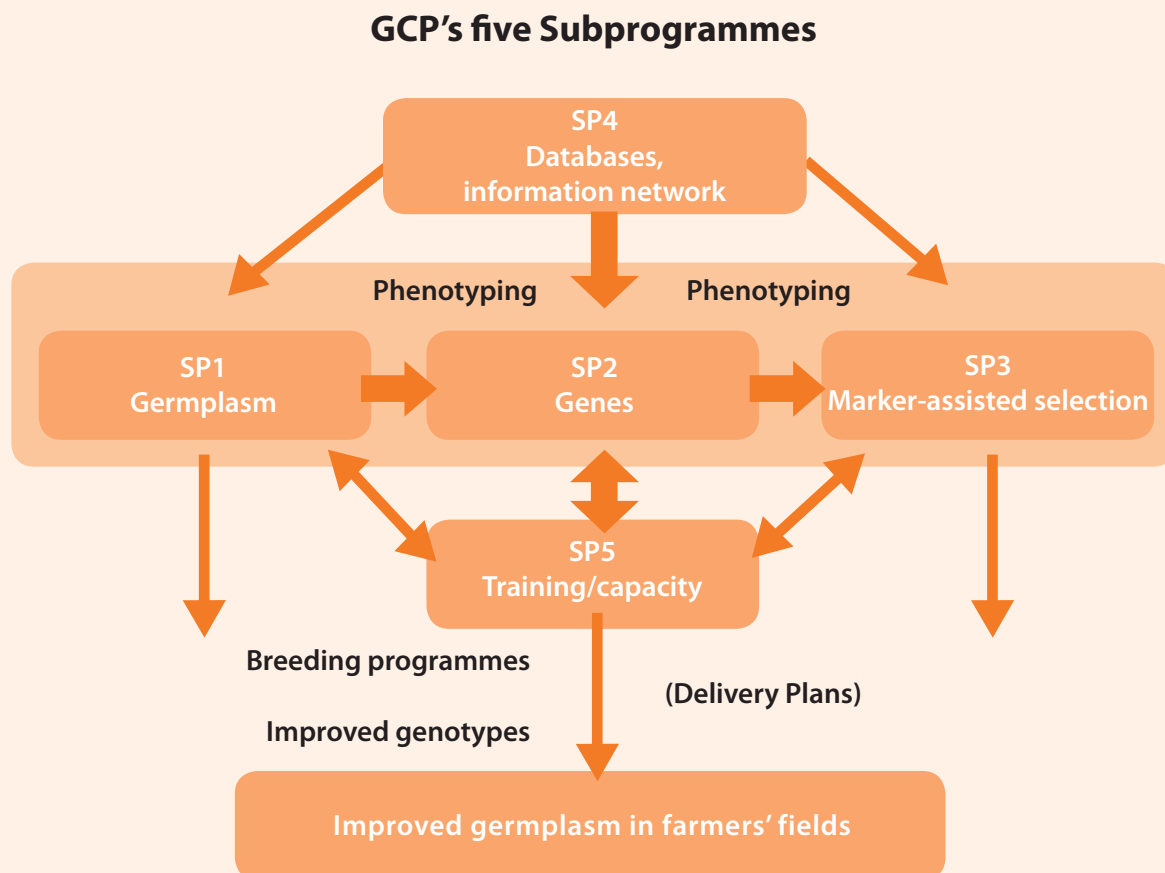 GCP's five Subprogrammes
SP4
Databases,
information network
Phenotyping
Phenotyping
SP1
Germplasm
SP2
Genes
SP3
Marker-assisted selection
SP5
Training/capacity
Breeding programmes
(Delivery Plans)
Improved genotypes
Improved germplasm in farmers' fields